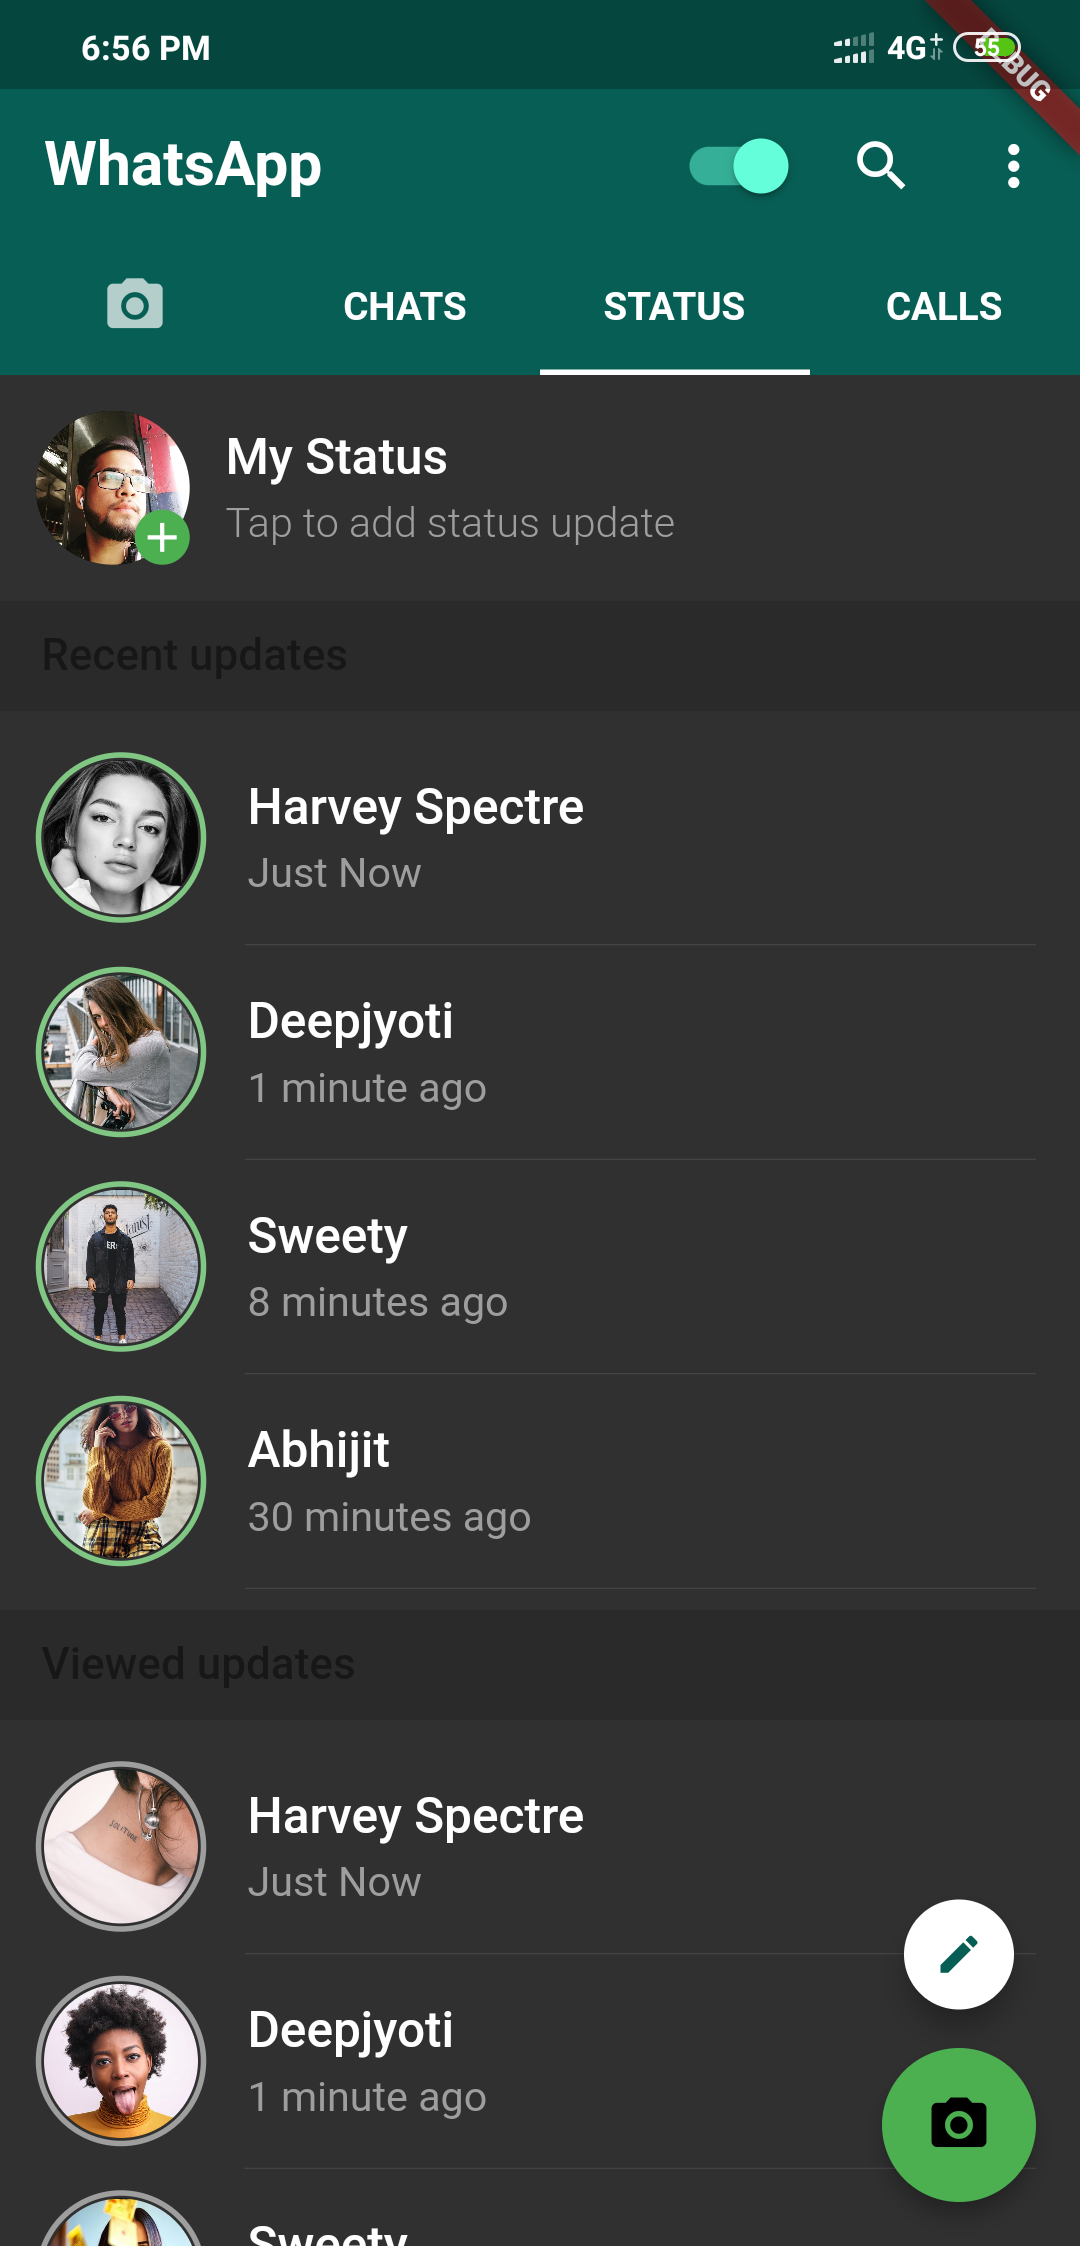 6:56 PM
4G+
55
DEBUG
WhatsApp
CHATS
STATUS
CALLS
My Status
Tap to add status update
Recent updates
Harvey Spectre
Just Now
Deepjyoti
1 minute ago
Sweety
8 minutes ago
Abhijit
30 minutes ago
Viewed updates
SOLITUDE
Harvey Spectre
Just Now
Deepjyoti
1 minute ago
Sweety